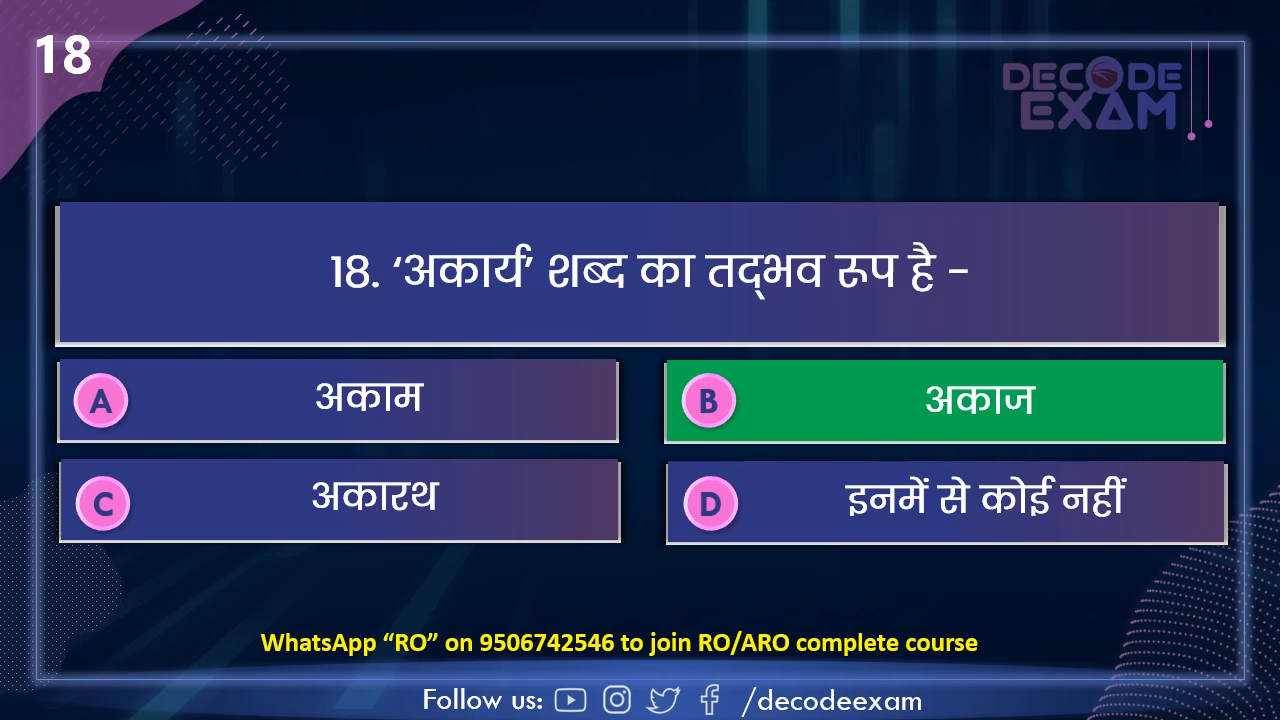 18
DECODE
EXAM
18. ‘अकार्य’ शब्द का तद्भव रूप है –
A अकाम
B अकाज
C अकारथ
D इनमें से कोई नहीं
WhatsApp “RO” on 9506742546 to join RO/ARO complete course
Follow us: /decodeexam